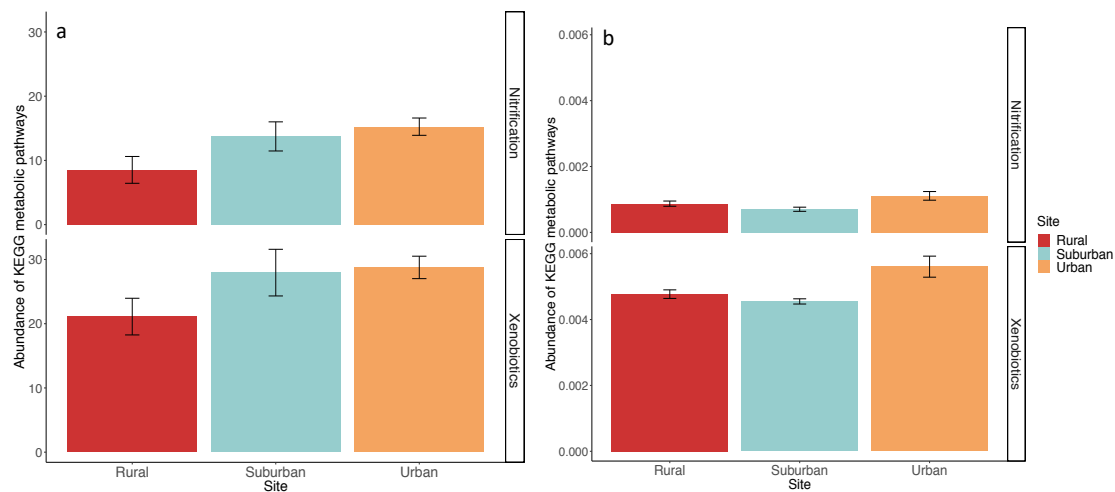 a
Abundance of KEGG metabolic pathways
30
20
10
0
Nitrification
30
20
10
0
Xenobiotics
Rural Suburban Urban
Site
b
Abundance of KEGG metabolic pathways
0.006
0.004
0.002
0.000
Nitrification
0.006
0.004
0.002
0.000
Xenobiotics
Rural Suburban Urban
Site
Site
Rural
Suburban
Urban